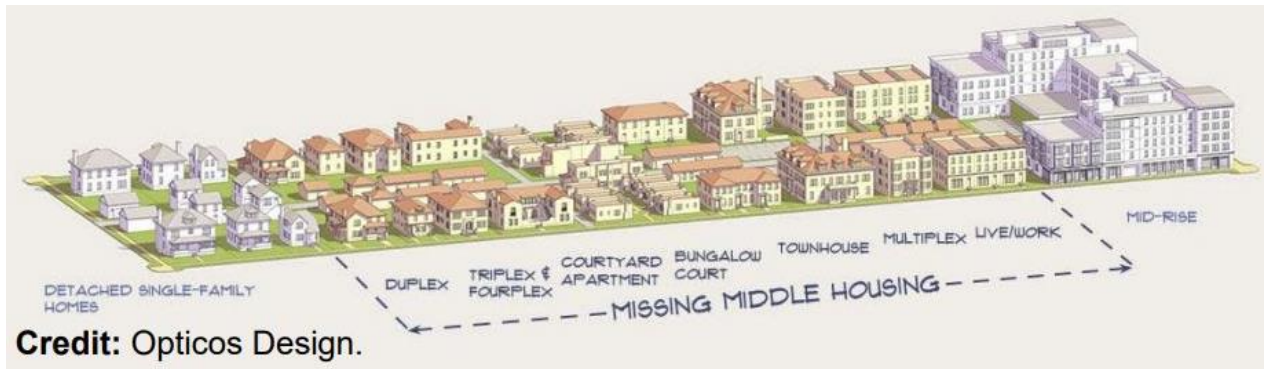 DETACHED SINGLE-FAMILY
HOMES
DUPLEX
TRIPLEX &
FOURPLEX
COURTYARD
APARTMENT
BUNGALOW
COURT
TOWNHOUSE
MULTIPLEX
LIVE/WORK
MID-RISE
MISSING MIDDLE HOUSING
Credit: Opticos Design.